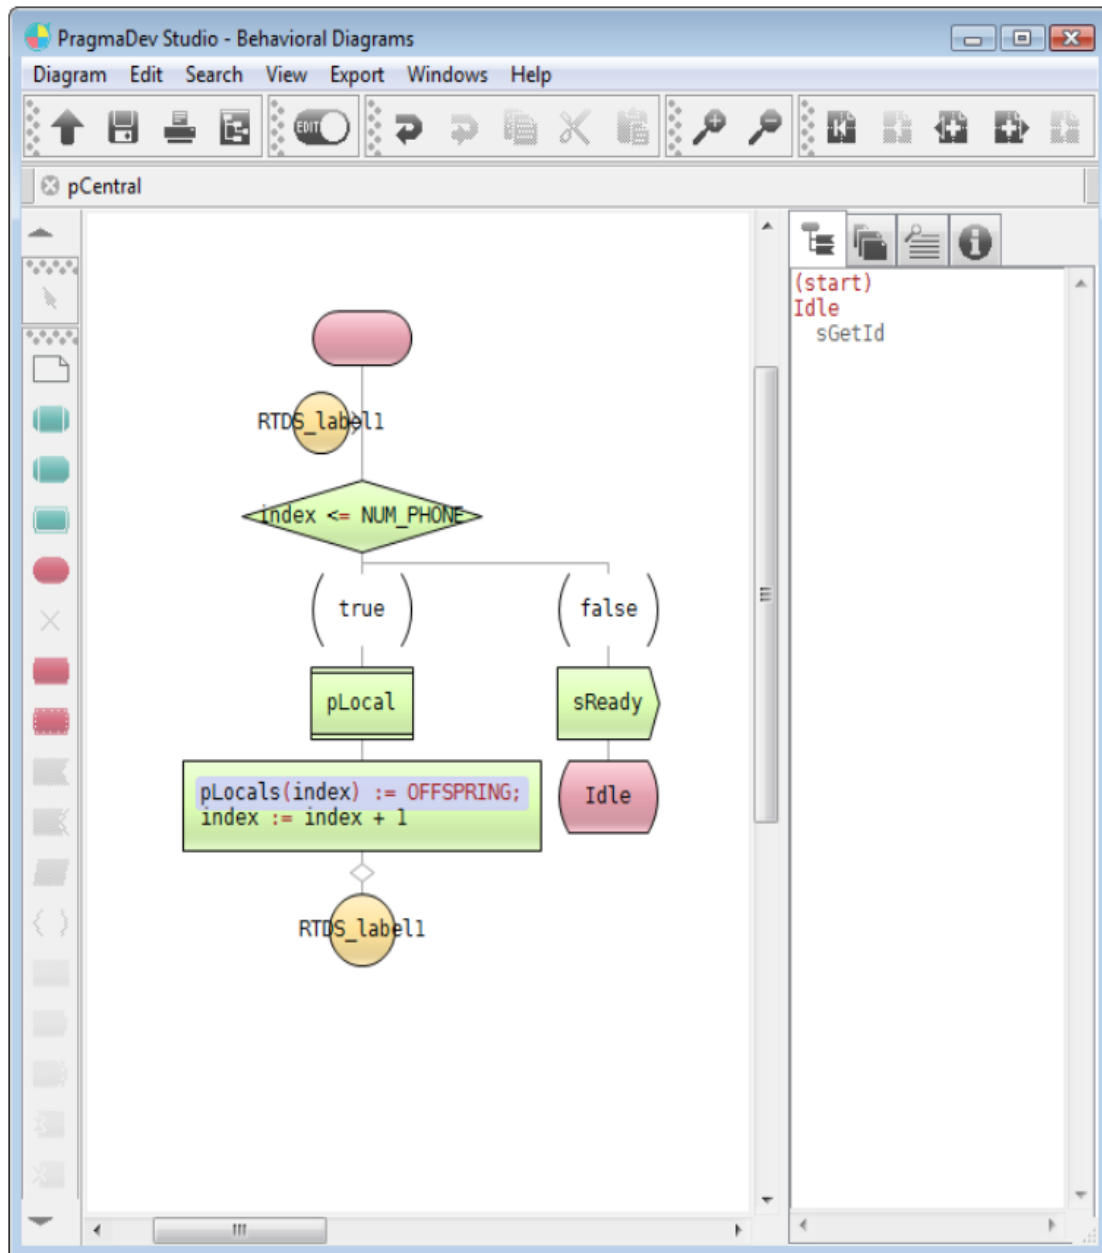 PragmaDev Studio - Behavioral Diagrams
Diagram Edit Search View Export Windows Help
EDIT
pCentral
(start)
Idle
sGetId
RTDS_label1
index <= NUM_PHONE
true
false
pLocal
sReady
pLocals(index) := OFFSPRING;
index := index + 1
Idle
RTDS_label1